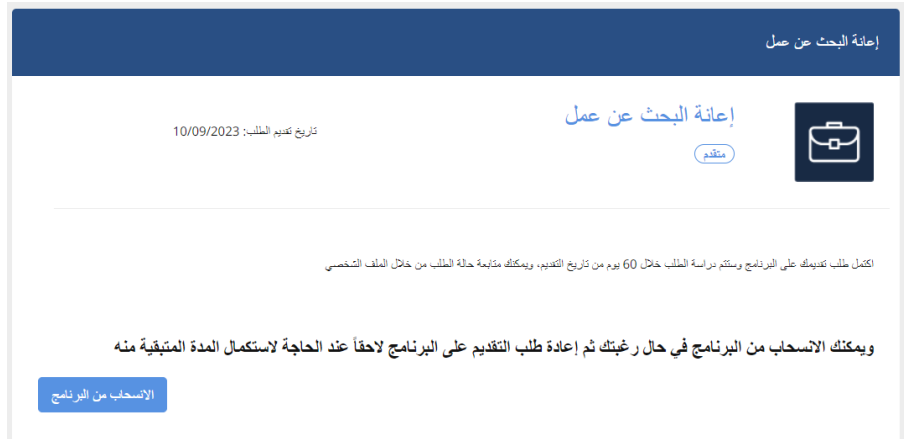 إعانة البحث عن عمل
إعانة البحث عن عمل
متقدم
تاريخ تقديم الطلب: 10/09/2023
اكتمل طلب تقديمك على البرنامج وستتم دراسة الطلب خلال 60 يوم من تاريخ التقديم، ويمكنك متابعة حالة الطلب من خلال الملف الشخصي
ويمكنك الانسحاب من البرنامج في حال رغبتك ثم إعادة طلب التقديم على البرنامج لاحقاً عند الحاجة لاستكمال المدة المتبقية منه
الانسحاب من البرنامج